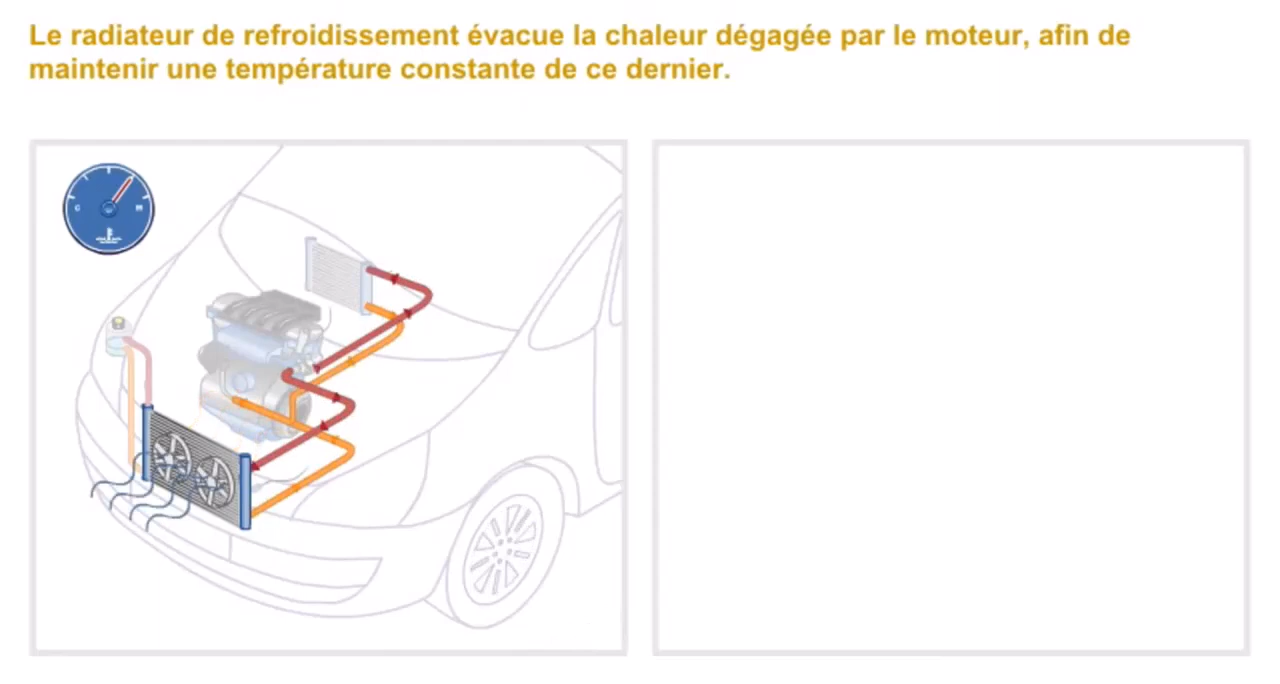 Le radiateur de refroidissement évacue la chaleur dégagée par le moteur, afin de
maintenir une température constante de ce dernier.
C